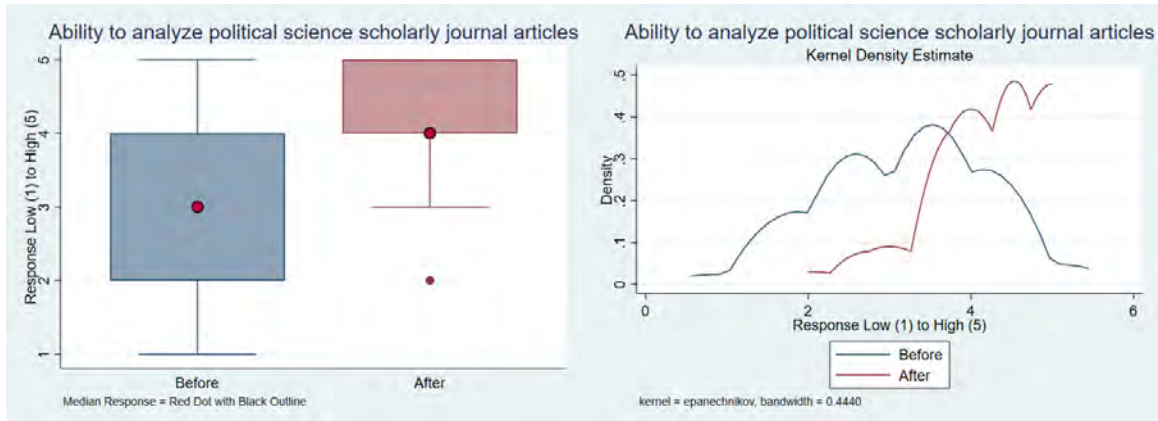 Ability to analyze political science scholarly journal articles
Response Low (1) to High (5)
5
4
3
2
1
Before
After
Median Response = Red Dot with Black Outline
Ability to analyze political science scholarly journal articles
Kernel Density Estimate
Density
.5
.4
.3
.2
.1
0
0
2
4
6
Response Low (1) to High (5)
Before
After
kernel = epanechnikov, bandwidth = 0.4440